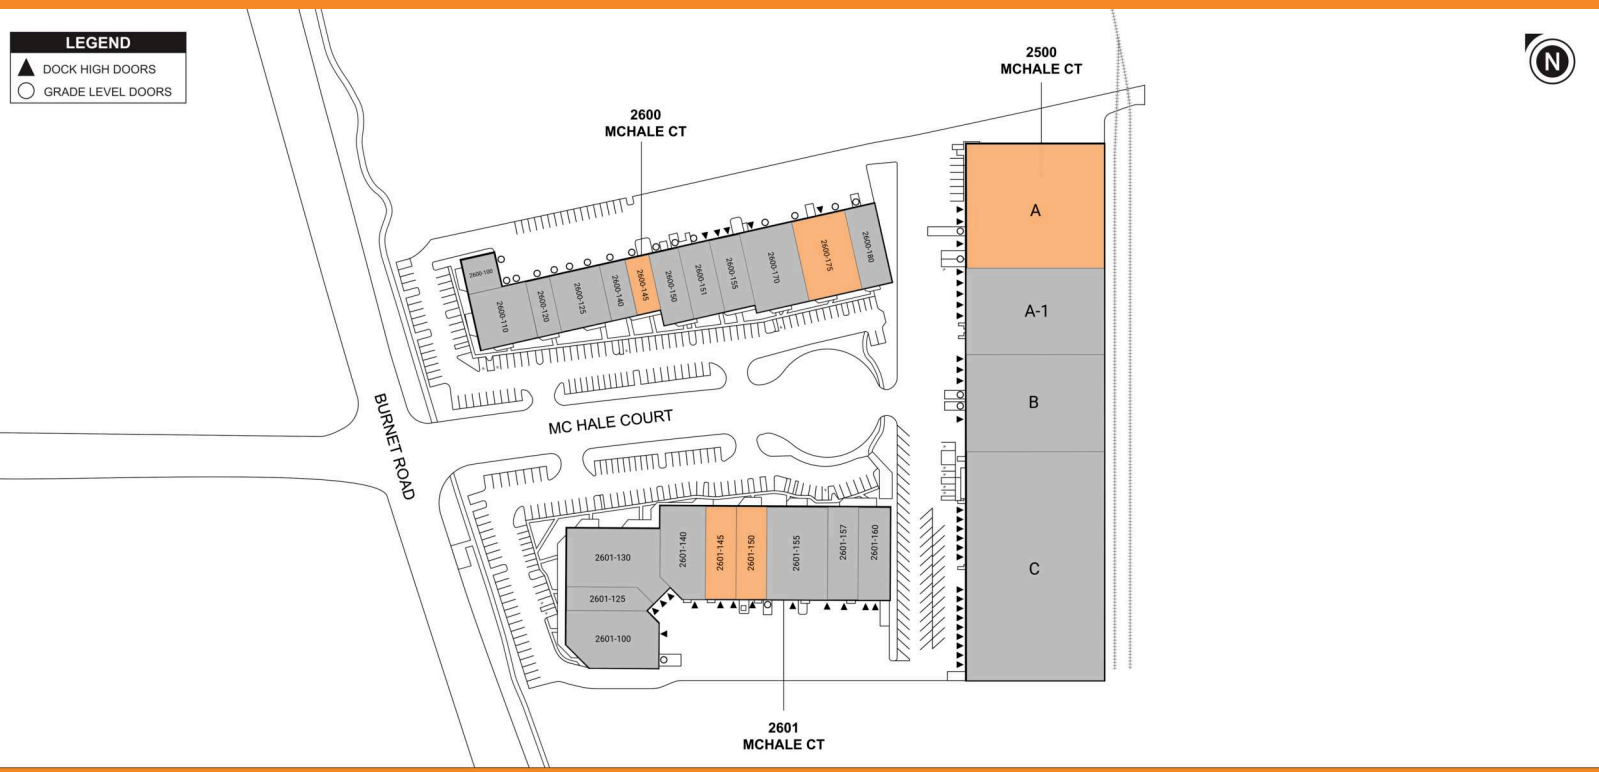 LEGEND
DOCK HIGH DOORS
GRADE LEVEL DOORS
2500
MCHALE CT
N
2600
MCHALE CT
2600-100
2600-110
2600-120
2600-125
2600-140
2600-145
2600-150
2600-151
2600-155
2600-170
2600-175
2600-180
A
A-1
B
C
BURNET ROAD
MC HALE COURT
2601-130
2601-125
2601-100
2601-140
2601-145
2601-150
2601-155
2601-157
2601-160
2601
MCHALE CT